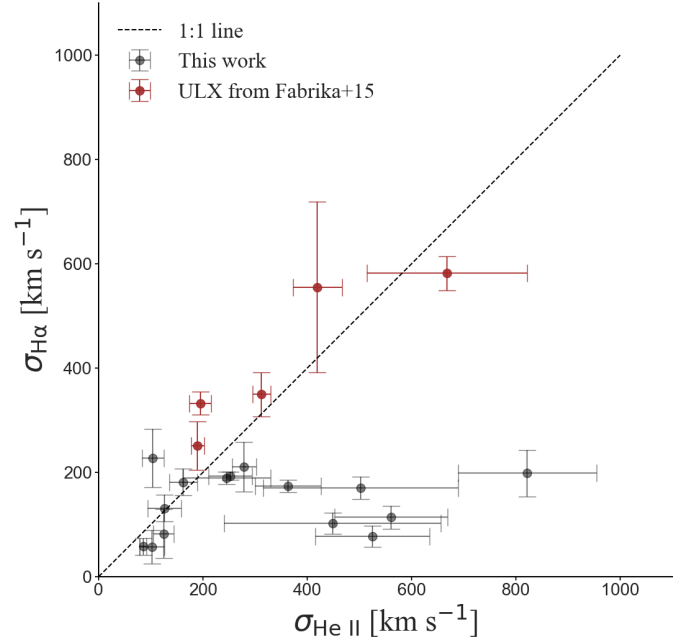 1:1 line
This work
ULX from Fabrika+15
1000
800
600
400
200
0
σHα [km s⁻¹]
0 200 400 600 800 1000
σHe II [km s⁻¹]